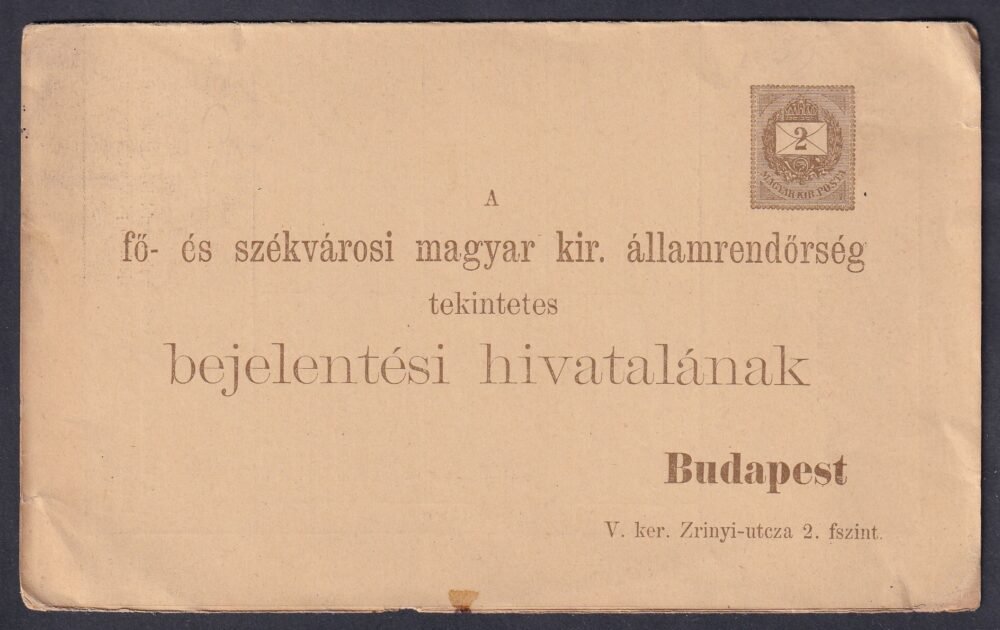 2
MAGYAR KIR. POSTA
A
fő- és székvárosi magyar kir. államrendőrség
tekintetes
bejelentési hivatalának
Budapest
V. ker. Zrinyi-utcza 2. fszint.